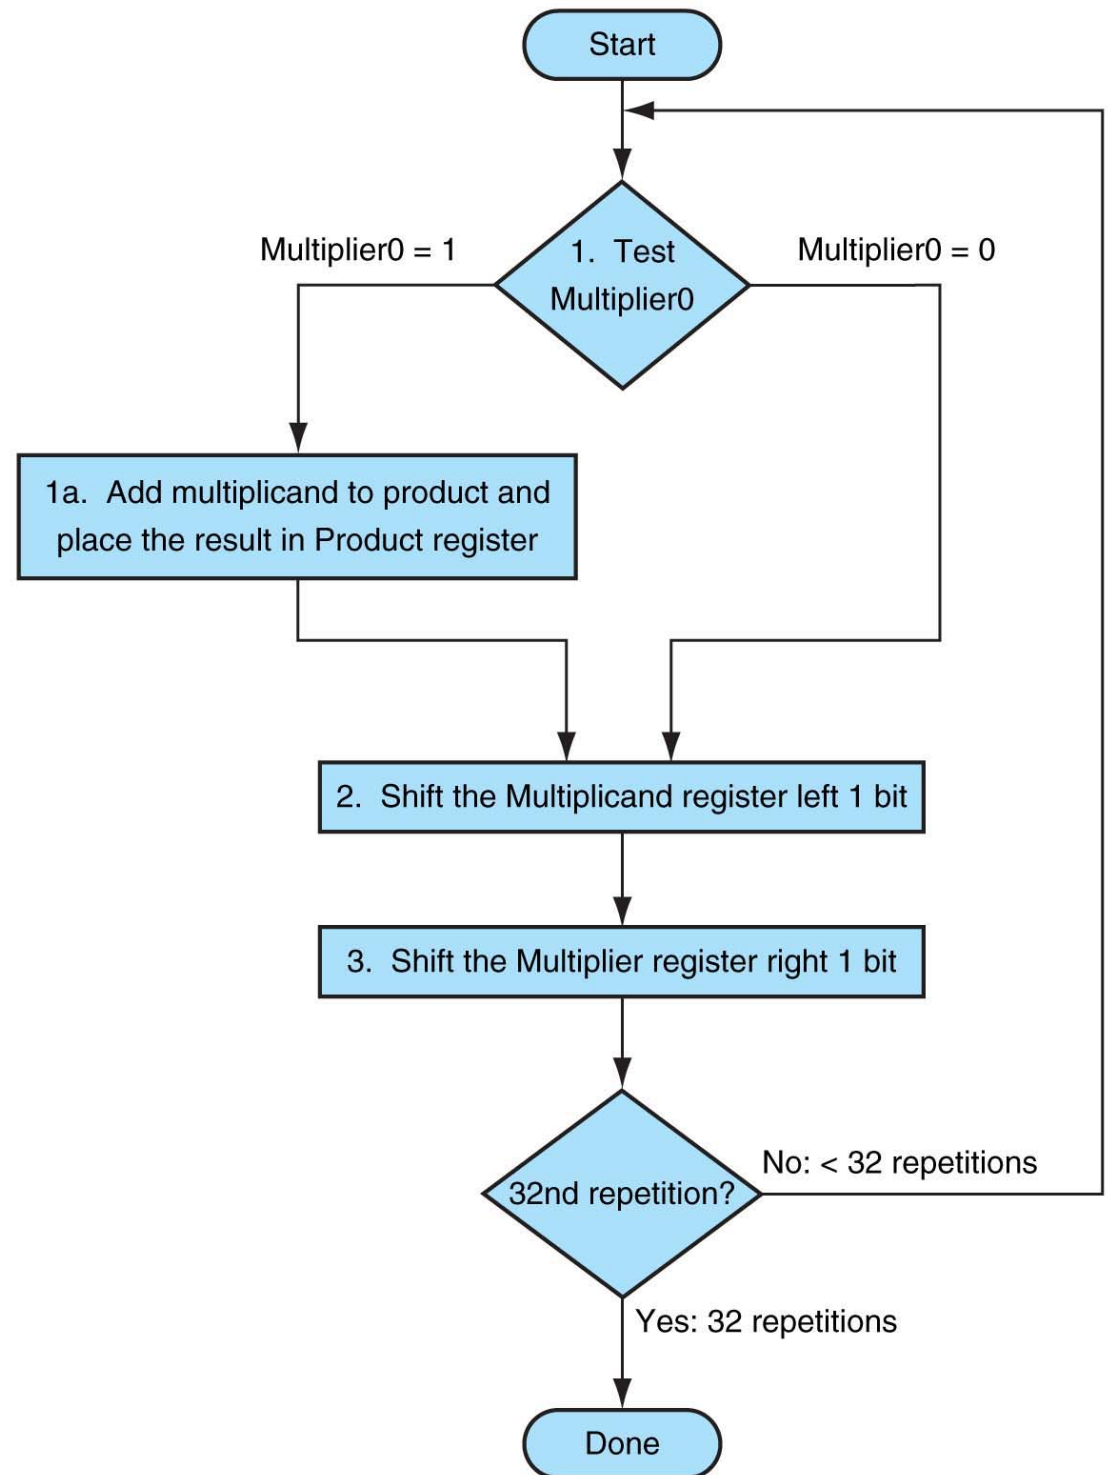 Start
Multiplier0 = 1
1. Test
Multiplier0
Multiplier0 = 0
1a. Add multiplicand to product and
place the result in Product register
2. Shift the Multiplicand register left 1 bit
3. Shift the Multiplier register right 1 bit
32nd repetition?
No: < 32 repetitions
Yes: 32 repetitions
Done